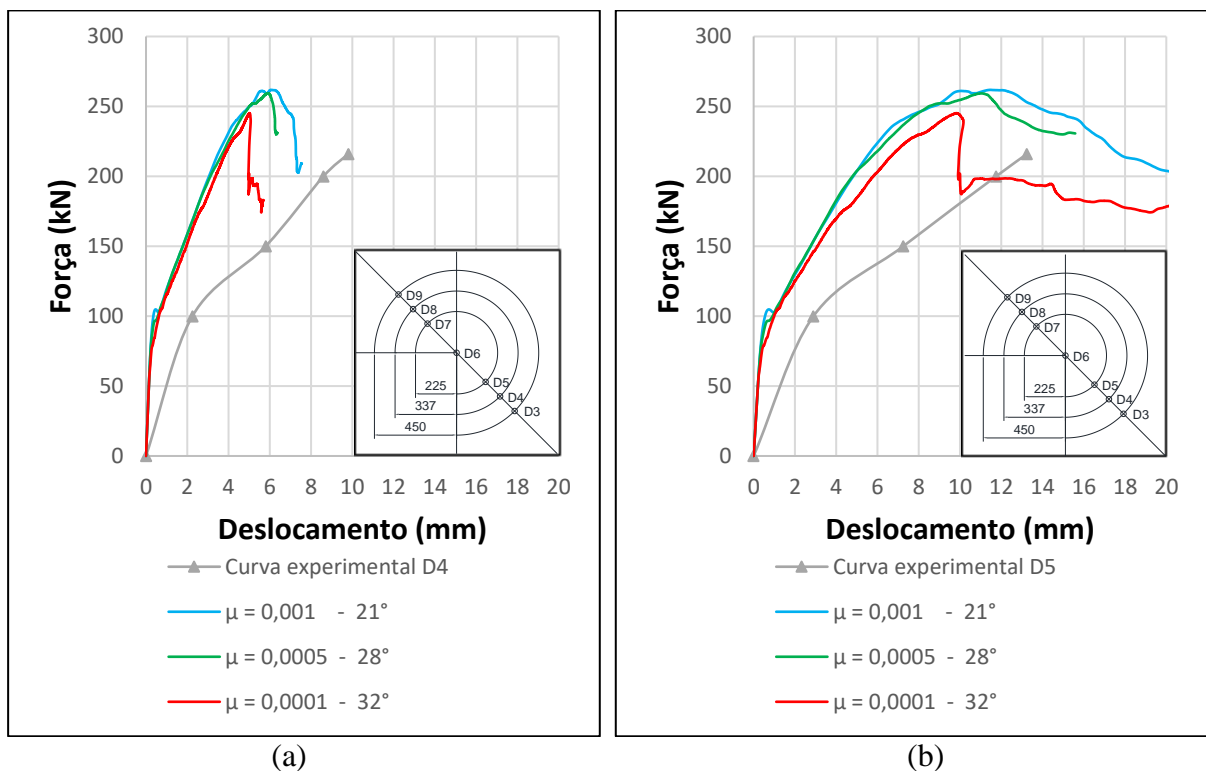 300
250
200
150
100
50
0
Força (kN)
0 2 4 6 8 10 12 14 16 18 20
Deslocamento (mm)
D9
D8
D7
D6
D5
D4
D3
225
337
450
Curva experimental D4
μ = 0,001 - 21°
μ = 0,0005 - 28°
μ = 0,0001 - 32°
(a)
300
250
200
150
100
50
0
Força (kN)
0 2 4 6 8 10 12 14 16 18 20
Deslocamento (mm)
D9
D8
D7
D6
D5
D4
D3
225
337
450
Curva experimental D5
μ = 0,001 - 21°
μ = 0,0005 - 28°
μ = 0,0001 - 32°
(b)